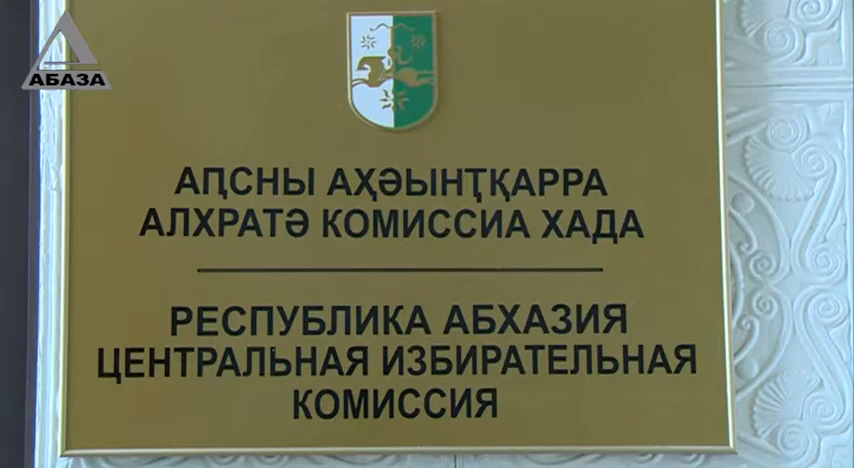 АБАЗА
АԤСНЫ АҲӘЫНҬҚАРРА
АЛХРАТӘ КОМИССИА ХАДА
РЕСПУБЛИКА АБХАЗИЯ
ЦЕНТРАЛЬНАЯ ИЗБИРАТЕЛЬНАЯ
КОМИССИЯ